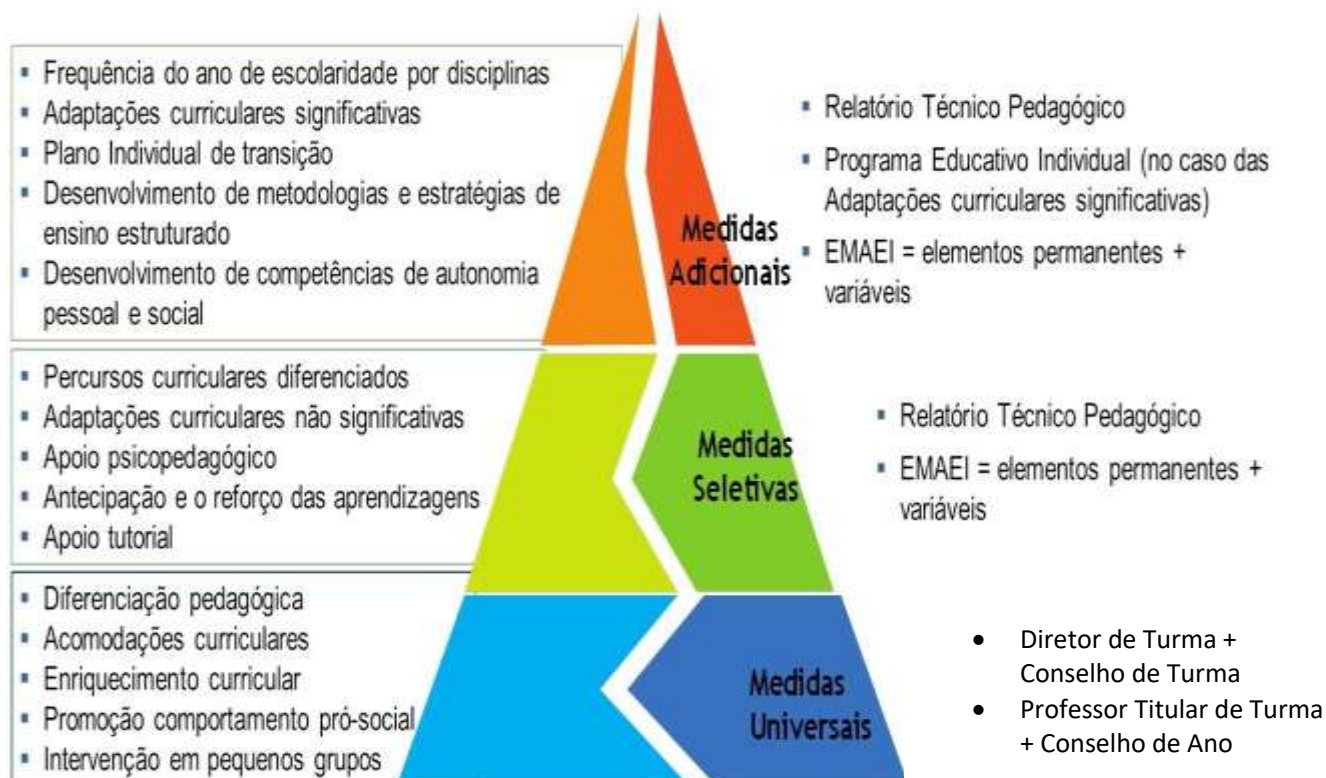 ▪ Frequência do ano de escolaridade por disciplinas
▪ Adaptações curriculares significativas
▪ Plano Individual de transição
▪ Desenvolvimento de metodologias e estratégias de
ensino estruturado
▪ Desenvolvimento de competências de autonomia
pessoal e social
Medidas
Adicionais
▪ Relatório Técnico Pedagógico
▪ Programa Educativo Individual (no caso das
Adaptações curriculares significativas)
▪ EMAEI = elementos permanentes +
variáveis
▪ Percursos curriculares diferenciados
▪ Adaptações curriculares não significativas
▪ Apoio psicopedagógico
▪ Antecipação e o reforço das aprendizagens
▪ Apoio tutorial
Medidas
Seletivas
▪ Relatório Técnico Pedagógico
▪ EMAEI = elementos permanentes +
variáveis
▪ Diferenciação pedagógica
▪ Acomodações curriculares
▪ Enriquecimento curricular
▪ Promoção comportamento pró-social
▪ Intervenção em pequenos grupos
Medidas
Universais
• Diretor de Turma +
Conselho de Turma
• Professor Titular de Turma
+ Conselho de Ano